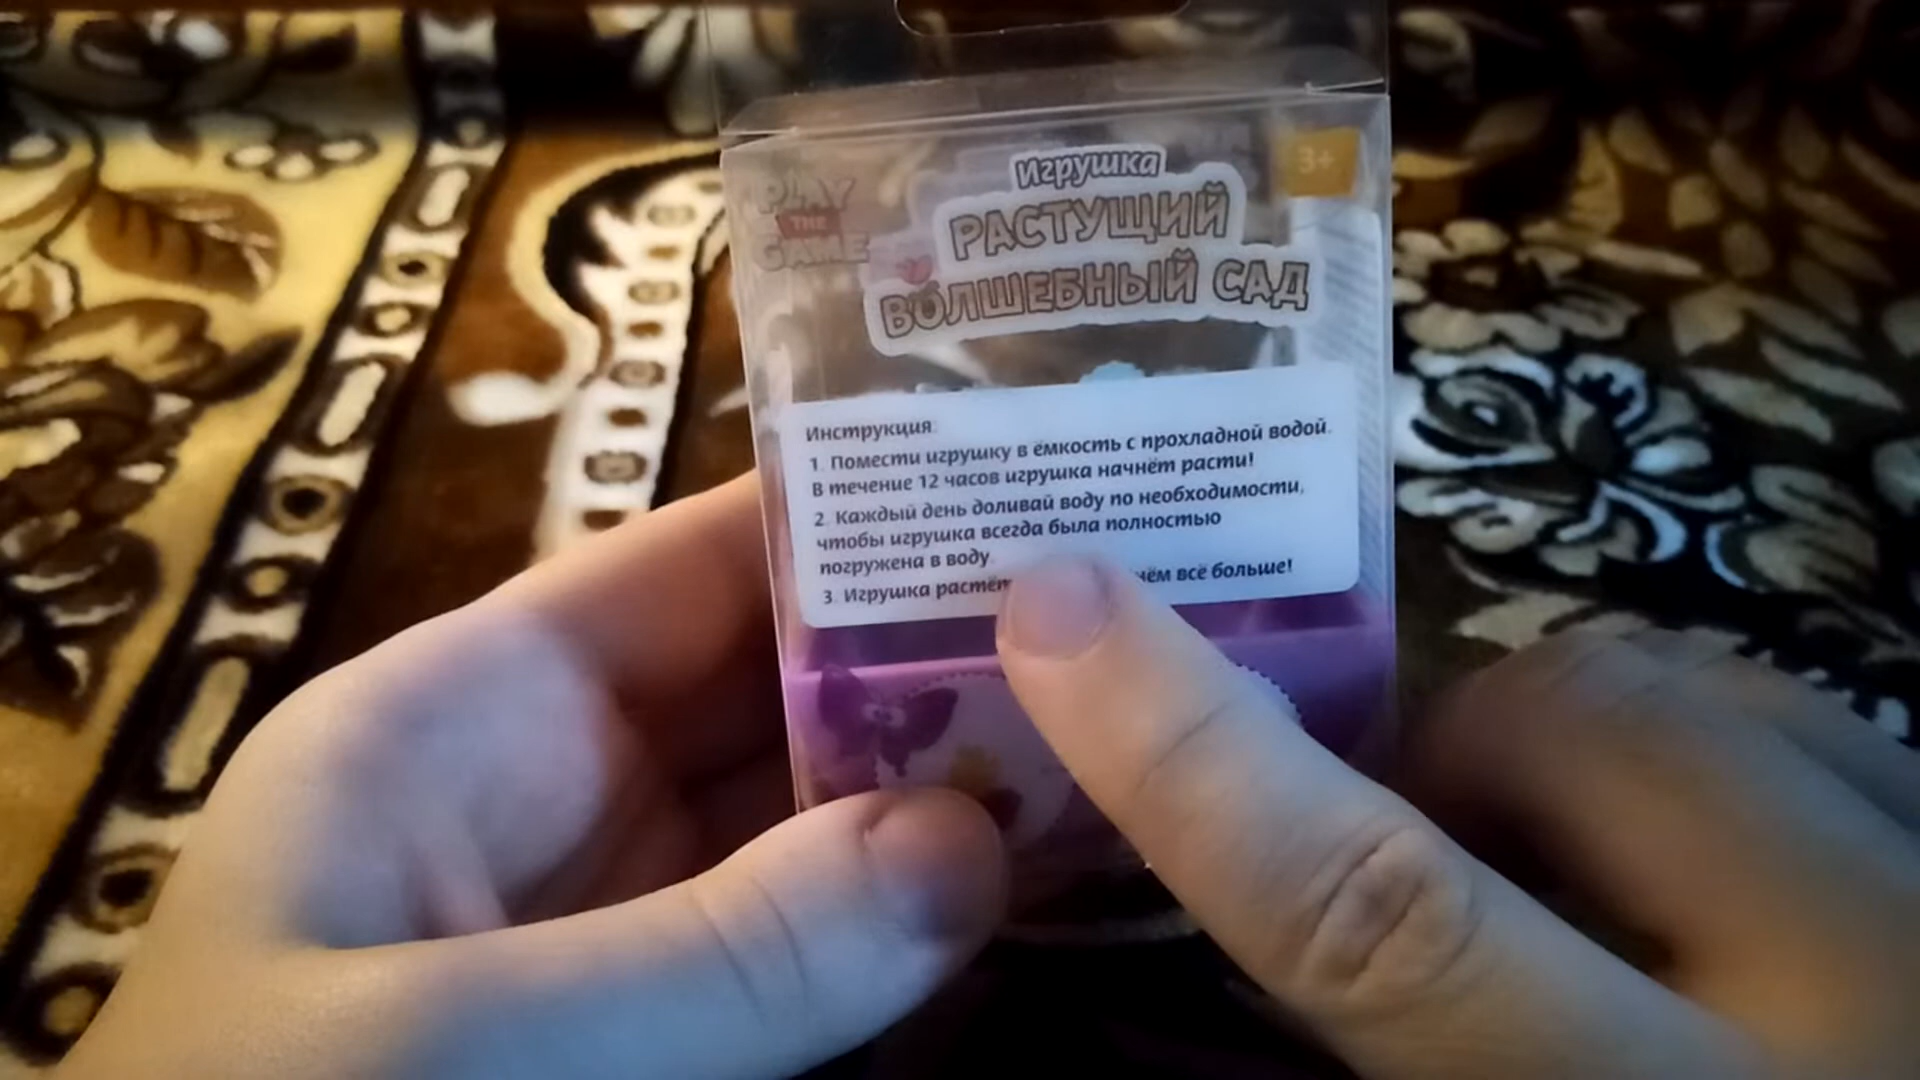 Игрушка
3+
PLAY
THE
GAME
РАСТУЩИЙ
ВОЛШЕБНЫЙ САД
Инструкция:
1. Помести игрушку в ёмкость с прохладной водой.
В течение 12 часов игрушка начнёт расти!
2. Каждый день доливай воду по необходимости,
чтобы игрушка всегда была полностью
погружена в воду.
3. Игрушка растёт всё больше!